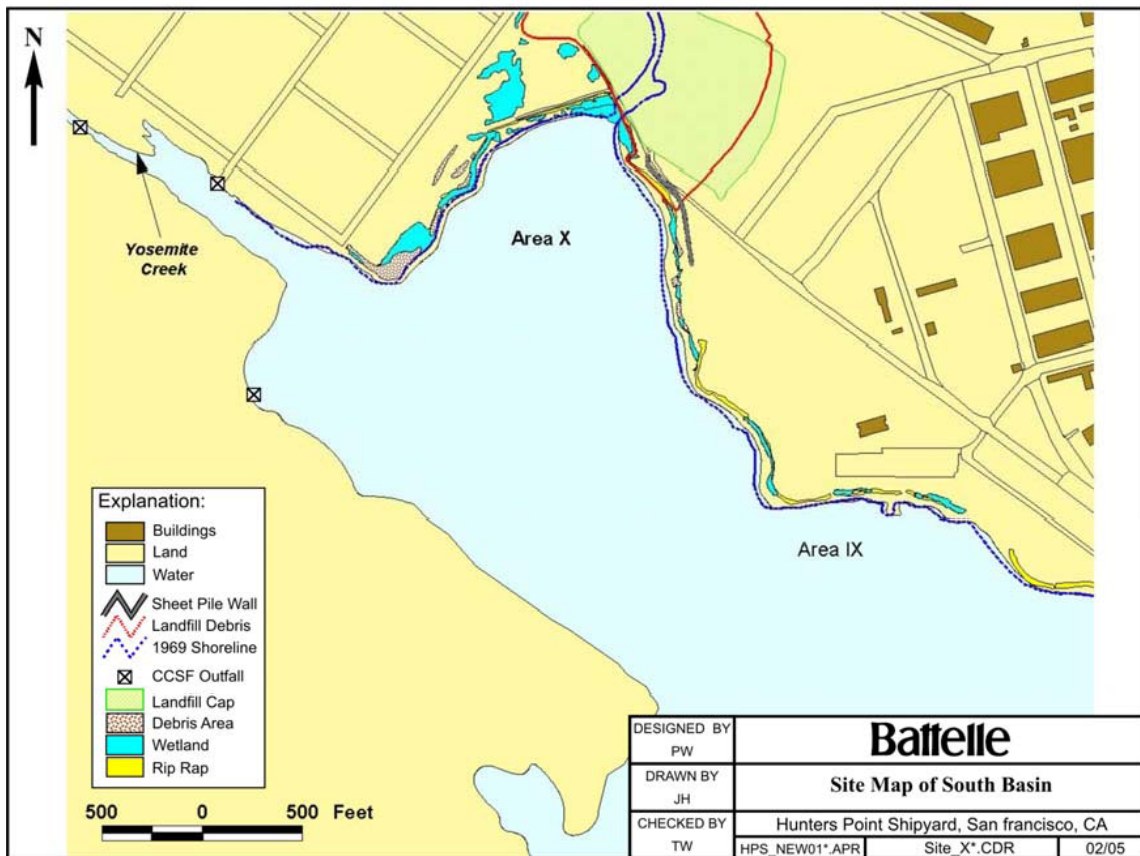 N
Yosemite
Creek
Area X
Area IX
Explanation:
Buildings
Land
Water
Sheet Pile Wall
Landfill Debris
1969 Shoreline
CCSF Outfall
Landfill Cap
Debris Area
Wetland
Rip Rap
500 0 500 Feet
DESIGNED BY
PW
Battelle
DRAWN BY
JH
Site Map of South Basin
CHECKED BY
TW
Hunters Point Shipyard, San francisco, CA
HPS_NEW01*.APR Site_X*.CDR 02/05